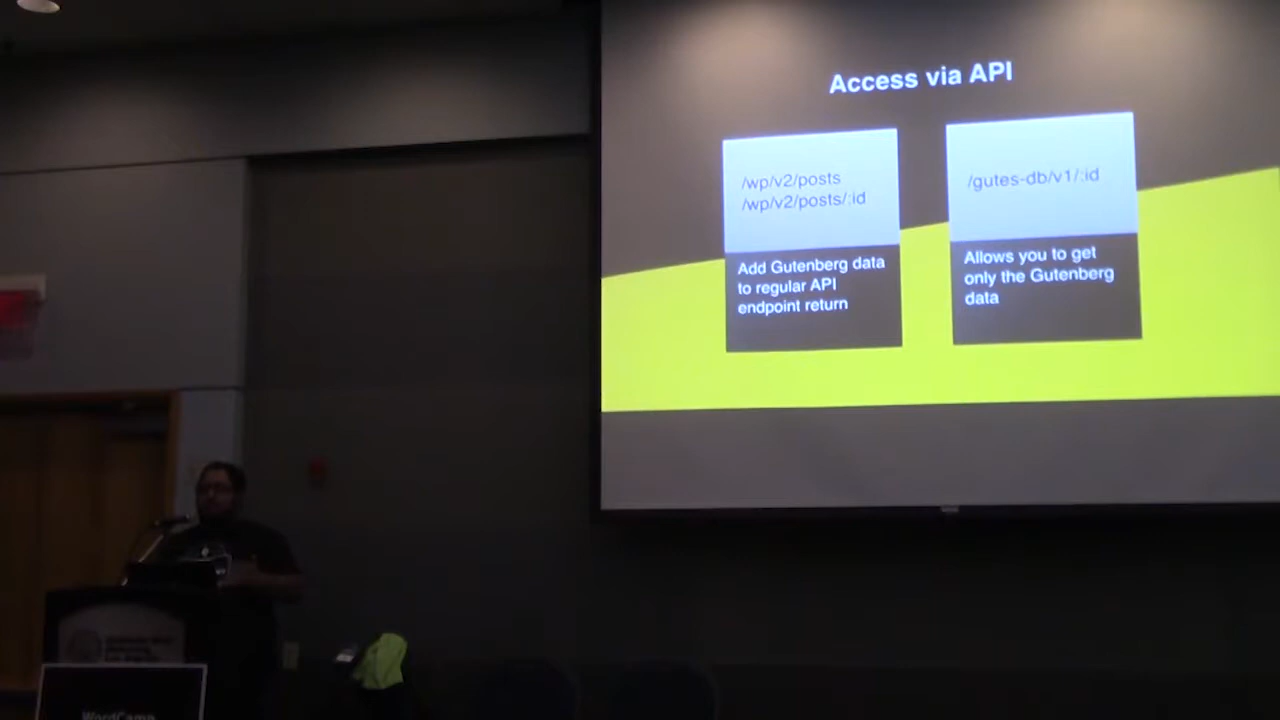 Access via API
/wp/v2/posts
/wp/v2/posts/:id
Add Gutenberg data
to regular API
endpoint return
/gutes-db/v1/:id
Allows you to get
only the Gutenberg
data
WordCamp